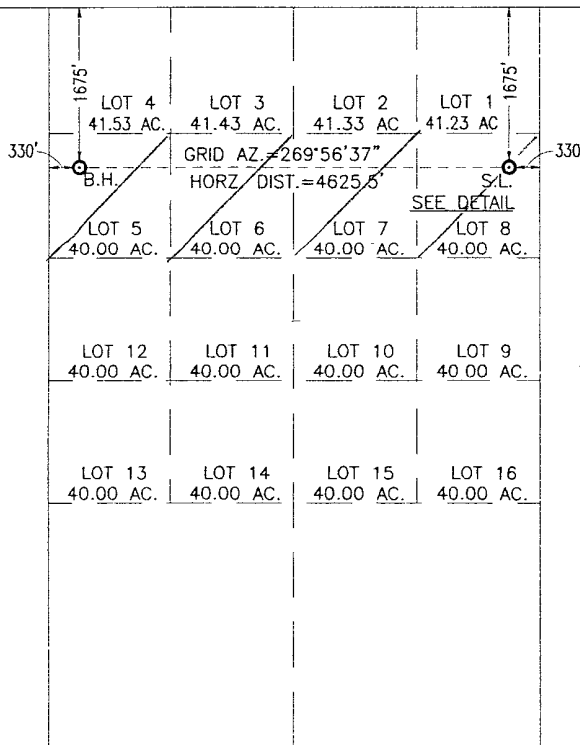 1675'
1675'
LOT 4 LOT 3 LOT 2 LOT 1
41.53 AC. 41.43 AC. 41.33 AC. 41.23 AC
330' GRID AZ.=269°56'37" 330
B.H. HORZ. DIST.=4625.5' S.L.
SEE DETAIL
LOT 5 LOT 6 LOT 7 LOT 8
40.00 AC. 40.00 AC. 40.00 AC. 40.00 AC.
LOT 12 LOT 11 LOT 10 LOT 9
40.00 AC. 40.00 AC. 40.00 AC. 40 00 AC.
LOT 13 LOT 14 LOT 15 LOT 16
40.00 AC. 40.00 AC. 40.00 AC. 40.00 AC.